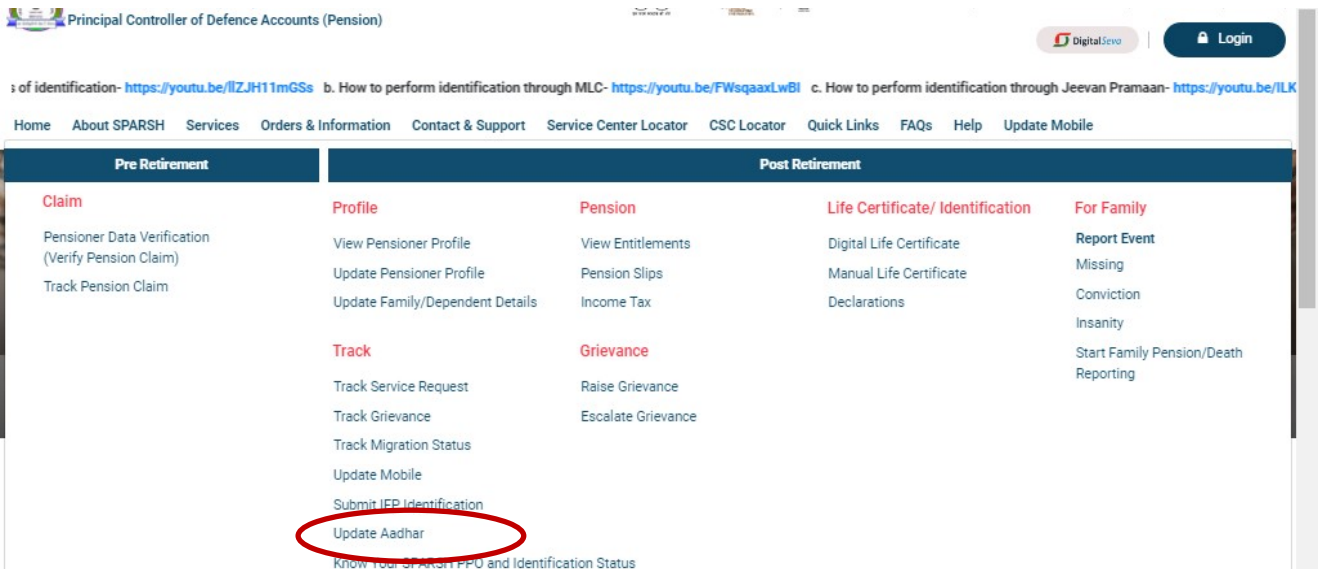 Principal Controller of Defence Accounts (Pension)
DigitalSeva
Login
s of identification- https://youtu.be/llZJH11mGSs b. How to perform identification through MLC- https://youtu.be/FWsqaaxLwBI c. How to perform identification through Jeevan Pramaan- https://youtu.be/ILK
Home About SPARSH Services Orders & Information Contact & Support Service Center Locator CSC Locator Quick Links FAQs Help Update Mobile
Pre Retirement
Claim
Pensioner Data Verification
(Verify Pension Claim)
Track Pension Claim
Post Retirement
Profile
View Pensioner Profile
Update Pensioner Profile
Update Family/Dependent Details
Track
Track Service Request
Track Grievance
Track Migration Status
Update Mobile
Submit IFP Identification
Update Aadhar
Know Your SPARSH PPO and Identification Status
Pension
View Entitlements
Pension Slips
Income Tax
Grievance
Raise Grievance
Escalate Grievance
Life Certificate/ Identification
Digital Life Certificate
Manual Life Certificate
Declarations
For Family
Report Event
Missing
Conviction
Insanity
Start Family Pension/Death
Reporting